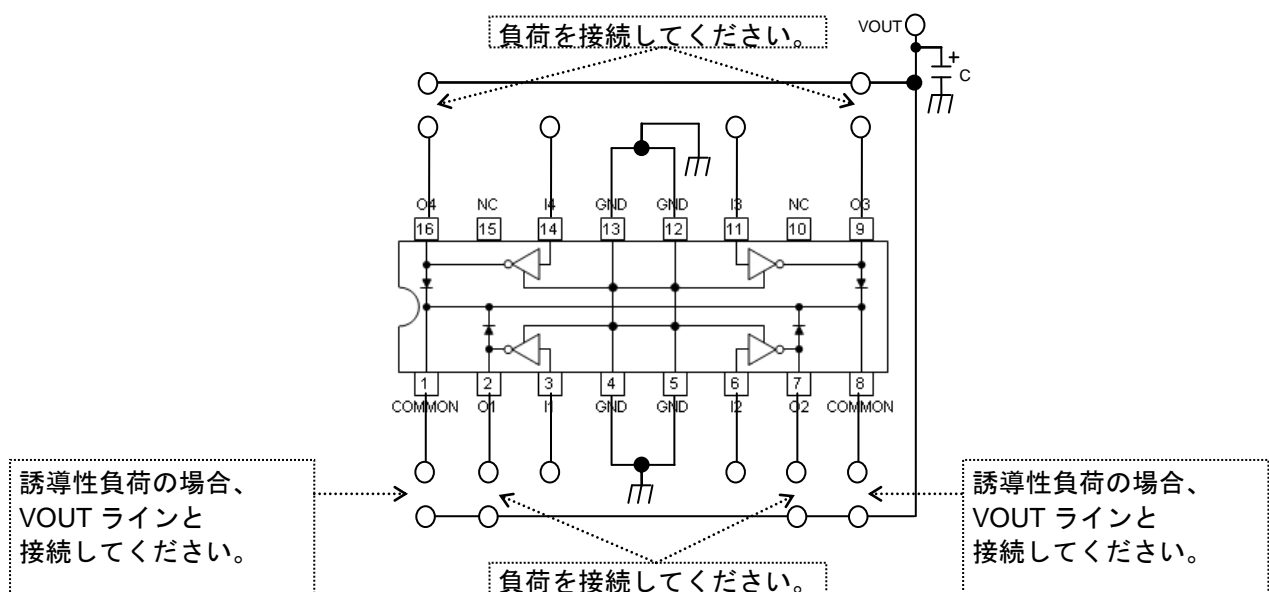 負荷を接続してください。
VOUT
+
C
O4 NC I4 GND GND I3 NC O3
16 15 14 13 12 11 10 9
1 2 3 4 5 6 7 8
COMMON O1 I1 GND GND I2 O2 COMMON
誘導性負荷の場合、
VOUT ラインと
接続してください。
誘導性負荷の場合、
VOUT ラインと
接続してください。
負荷を接続してください。